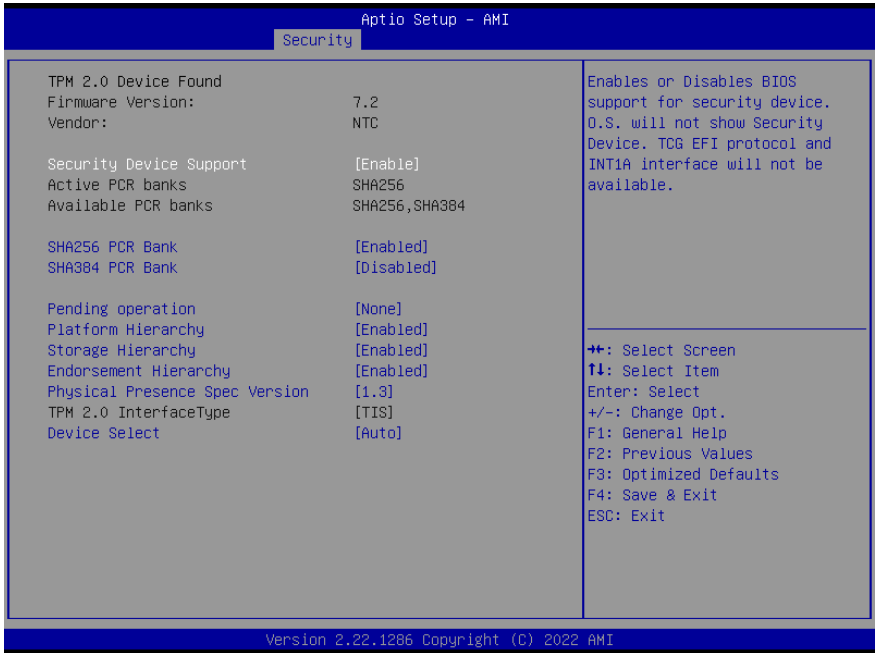 Aptio Setup – AMI
Security
TPM 2.0 Device Found
Firmware Version: 7.2
Vendor: NTC
Security Device Support [Enable]
Active PCR banks SHA256
Available PCR banks SHA256,SHA384
SHA256 PCR Bank [Enabled]
SHA384 PCR Bank [Disabled]
Pending operation [None]
Platform Hierarchy [Enabled]
Storage Hierarchy [Enabled]
Endorsement Hierarchy [Enabled]
Physical Presence Spec Version [1.3]
TPM 2.0 InterfaceType [TIS]
Device Select [Auto]
Enables or Disables BIOS
support for security device.
O.S. will not show Security
Device. TCG EFI protocol and
INT1A interface will not be
available.
→←: Select Screen
↑↓: Select Item
Enter: Select
+/-: Change Opt.
F1: General Help
F2: Previous Values
F3: Optimized Defaults
F4: Save & Exit
ESC: Exit
Version 2.22.1286 Copyright (C) 2022 AMI